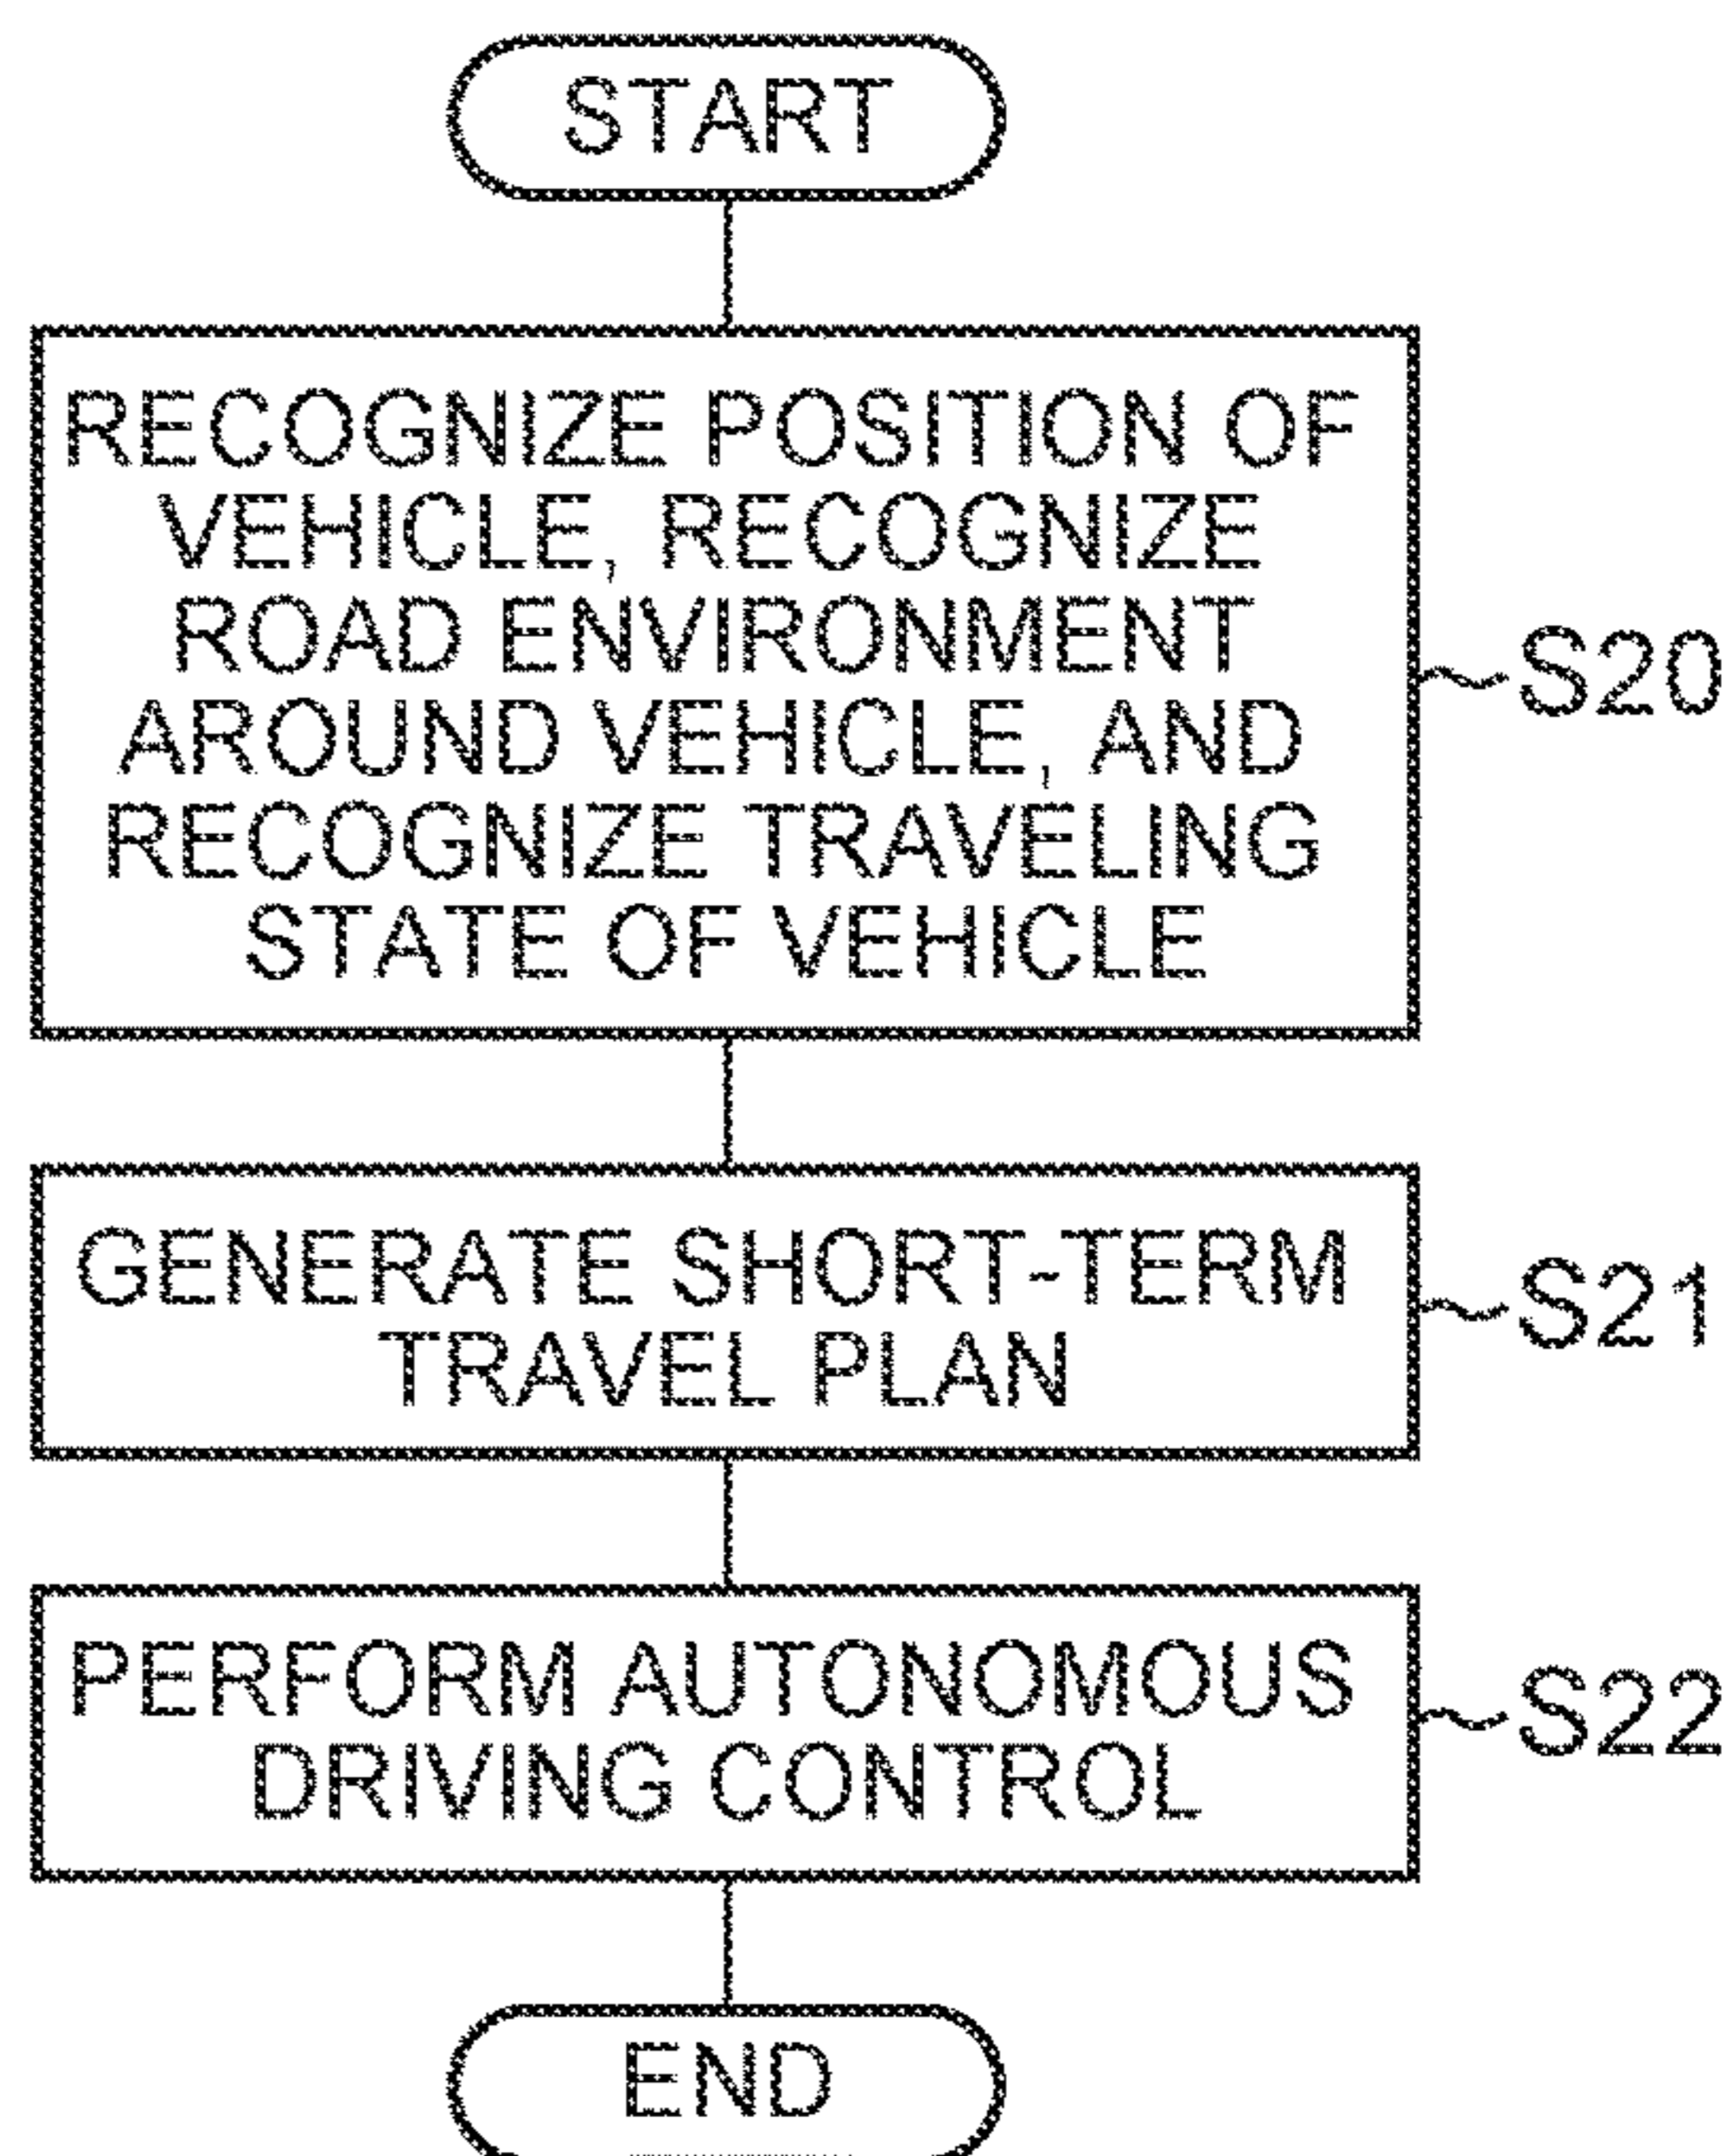 START
RECOGNIZE POSITION OF
VEHICLE, RECOGNIZE
ROAD ENVIRONMENT
AROUND VEHICLE, AND
RECOGNIZE TRAVELING
STATE OF VEHICLE
S20
GENERATE SHORT-TERM
TRAVEL PLAN
S21
PERFORM AUTONOMOUS
DRIVING CONTROL
S22
END